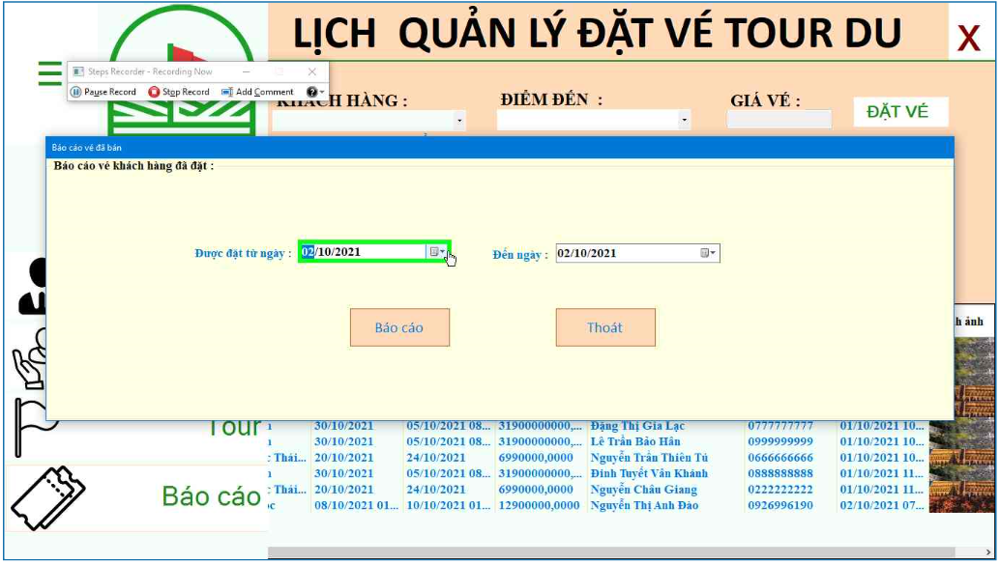 LỊCH QUẢN LÝ ĐẶT VÉ TOUR DU
X
Steps Recorder - Recording Now
Pause Record Stop Record Add Comment
KHÁCH HÀNG :
ĐIỂM ĐẾN :
GIÁ VÉ :
ĐẶT VÉ
Báo cáo vé đã bán
Báo cáo vé khách hàng đã đặt :
Được đặt từ ngày : 02/10/2021
Đến ngày : 02/10/2021
Báo cáo
Thoát
h ảnh
Tour
Báo cáo
30/10/2021 05/10/2021 08... 31900000000,... Đặng Thị Gia Lạc 0777777777 01/10/2021 10...
30/10/2021 05/10/2021 08... 31900000000,... Lê Trần Bảo Hân 0999999999 01/10/2021 10...
Thái... 20/10/2021 24/10/2021 6990000,0000 Nguyễn Trần Thiên Tú 0666666666 01/10/2021 10...
30/10/2021 05/10/2021 08... 31900000000,... Đinh Tuyết Vân Khánh 0888888888 01/10/2021 11...
Thái... 20/10/2021 24/10/2021 6990000,0000 Nguyễn Châu Giang 0222222222 01/10/2021 11...
08/10/2021 01... 10/10/2021 01... 12900000,0000 Nguyễn Thị Anh Đào 0926996190 02/10/2021 07...